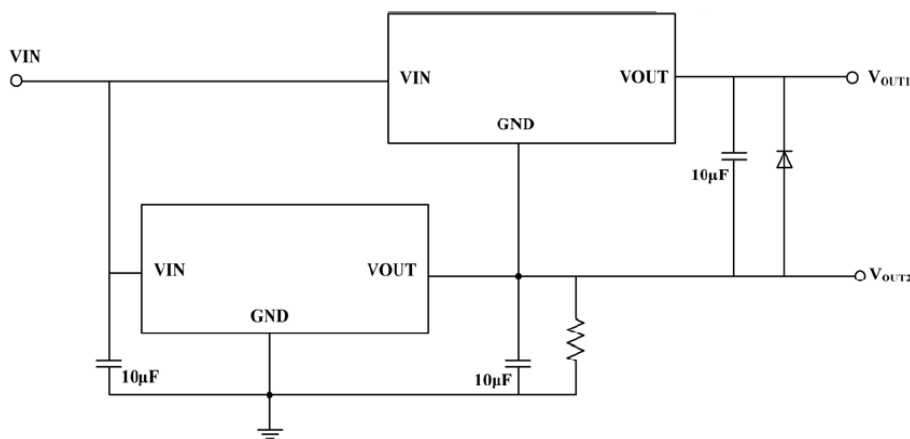 VIN
VIN
VOUT
V_OUT1
GND
10μF
VIN
VOUT
V_OUT2
GND
10μF
10μF